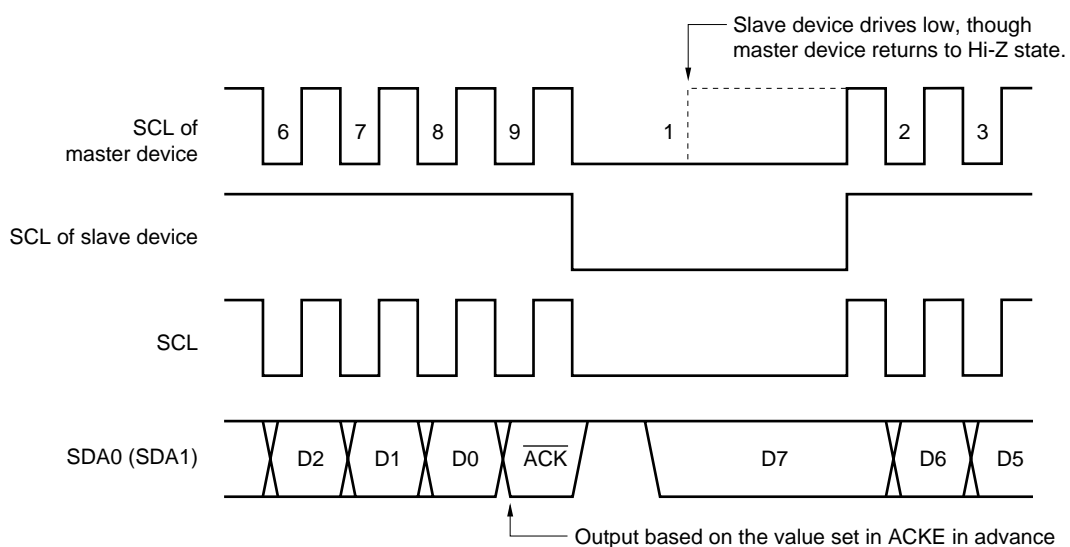 Slave device drives low, though
master device returns to Hi-Z state.
SCL of
master device
6 7 8 9 1 2 3
SCL of slave device
SCL
SDA0 (SDA1)
D2 D1 D0 A̅C̅K̅ D7 D6 D5
Output based on the value set in ACKE in advance